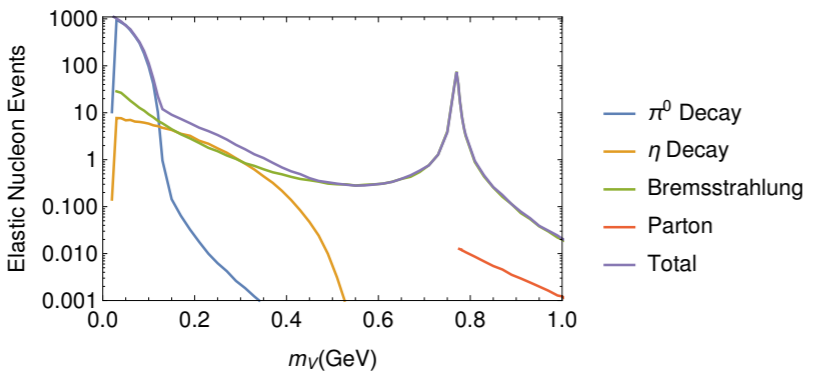 Elastic Nucleon Events
1000
100
10
1
0.100
0.010
0.001
0.0
0.2
0.4
0.6
0.8
1.0
m_V(GeV)
π⁰ Decay
η Decay
Bremsstrahlung
Parton
Total